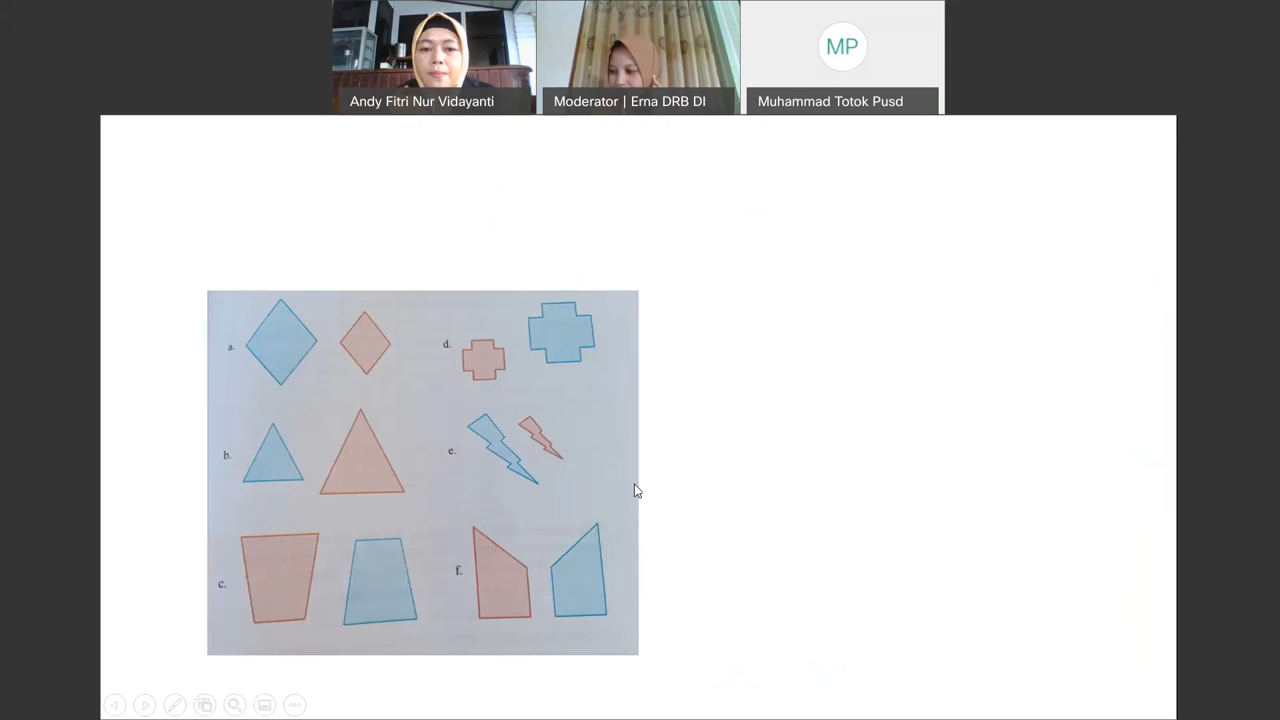 MP
Andy Fitri Nur Vidayanti
Moderator | Erna DRB DI
Muhammad Totok Pusd
a.
d.
b.
e.
c.
f.